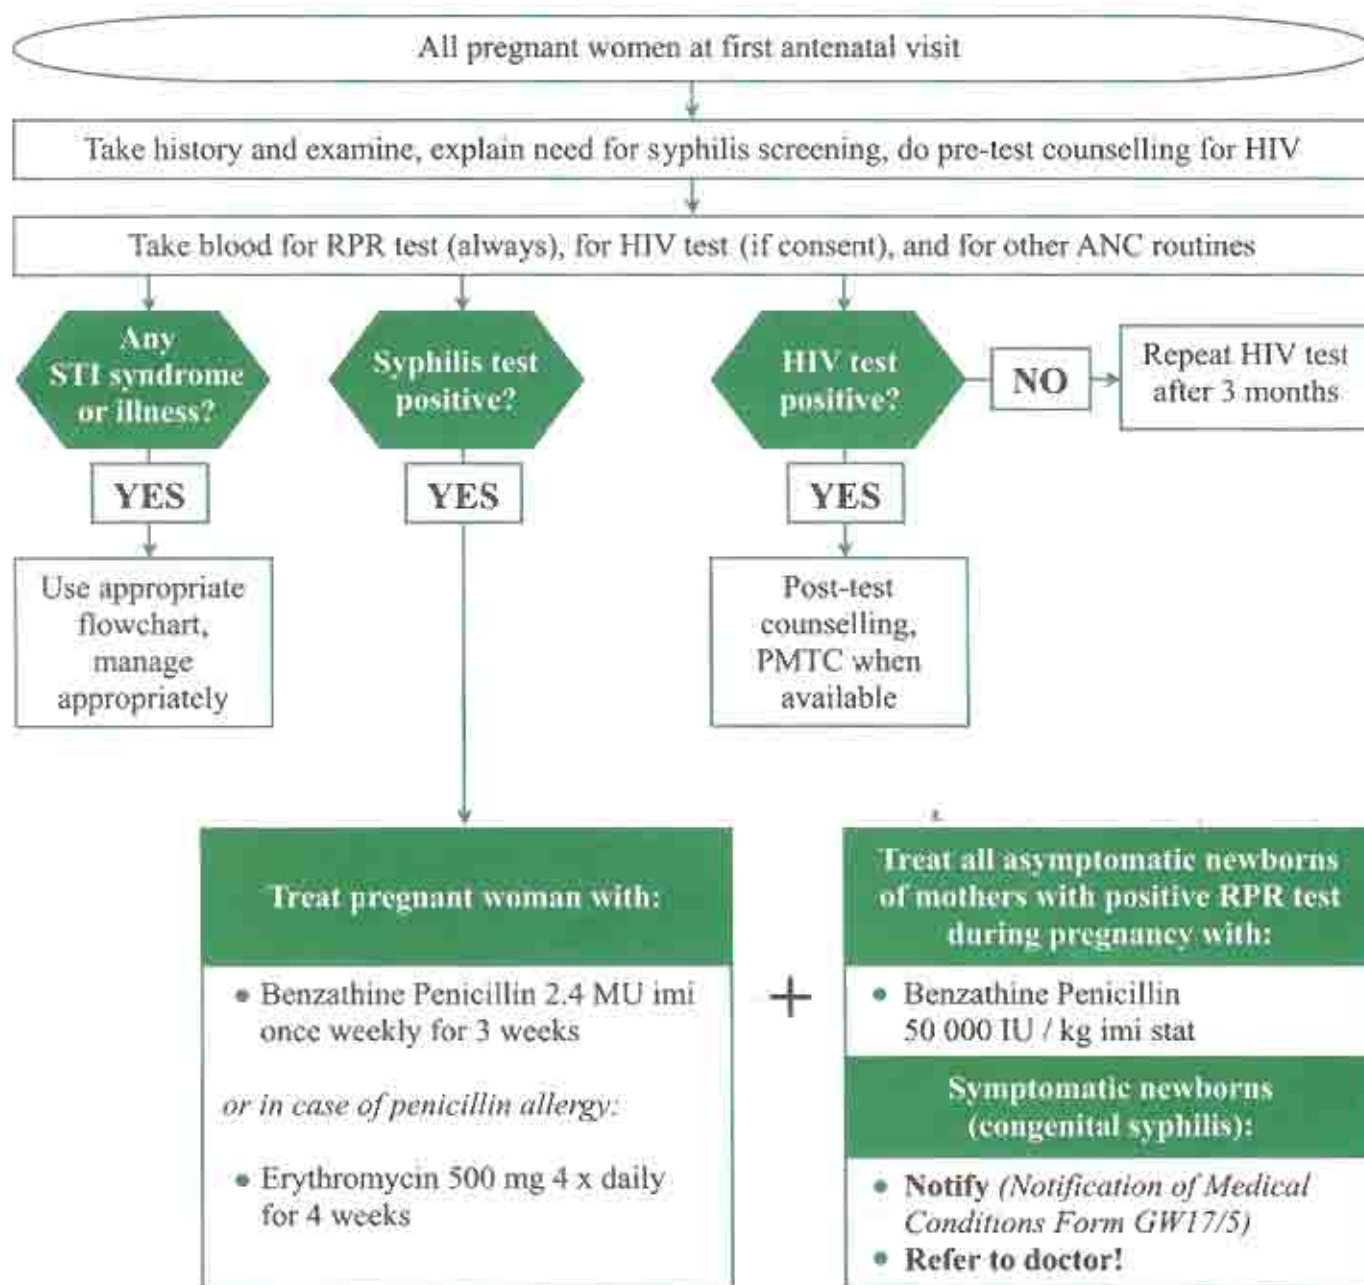 All pregnant women at first antenatal visit
Take history and examine, explain need for syphilis screening, do pre-test counselling for HIV
Take blood for RPR test (always), for HIV test (if consent), and for other ANC routines
Any
STI syndrome
or illness?
Syphilis test
positive?
HIV test
positive?
NO
Repeat HIV test
after 3 months
YES
YES
YES
Use appropriate
flowchart,
manage
appropriately
Post-test
counselling,
PMTC when
available
Treat pregnant woman with:
• Benzathine Penicillin 2.4 MU imi
once weekly for 3 weeks
or in case of penicillin allergy:
• Erythromycin 500 mg 4 x daily
for 4 weeks
+
Treat all asymptomatic newborns
of mothers with positive RPR test
during pregnancy with:
• Benzathine Penicillin
50 000 IU / kg imi stat
Symptomatic newborns
(congenital syphilis):
• Notify (Notification of Medical
Conditions Form GW17/5)
• Refer to doctor!